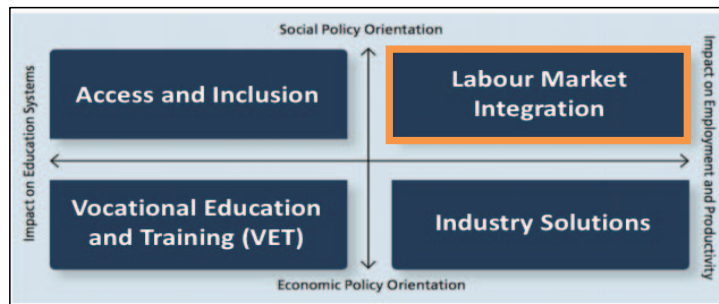 Social Policy Orientation
Impact on Education Systems
Access and Inclusion
Labour Market
Integration
Impact on Employment and Productivity
Vocational Education
and Training (VET)
Industry Solutions
Economic Policy Orientation